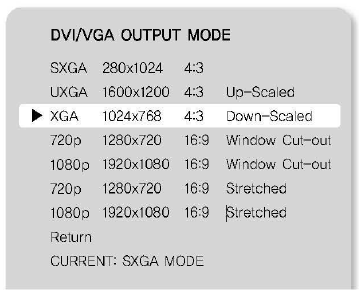 DVI/VGA OUTPUT MODE
SXGA 280x1024 4:3
UXGA 1600x1200 4:3 Up-Scaled
▶ XGA 1024x768 4:3 Down-Scaled
720p 1280x720 16:9 Window Cut-out
1080p 1920x1080 16:9 Window Cut-out
720p 1280x720 16:9 Stretched
1080p 1920x1080 16:9 Stretched
Return
CURRENT: SXGA MODE